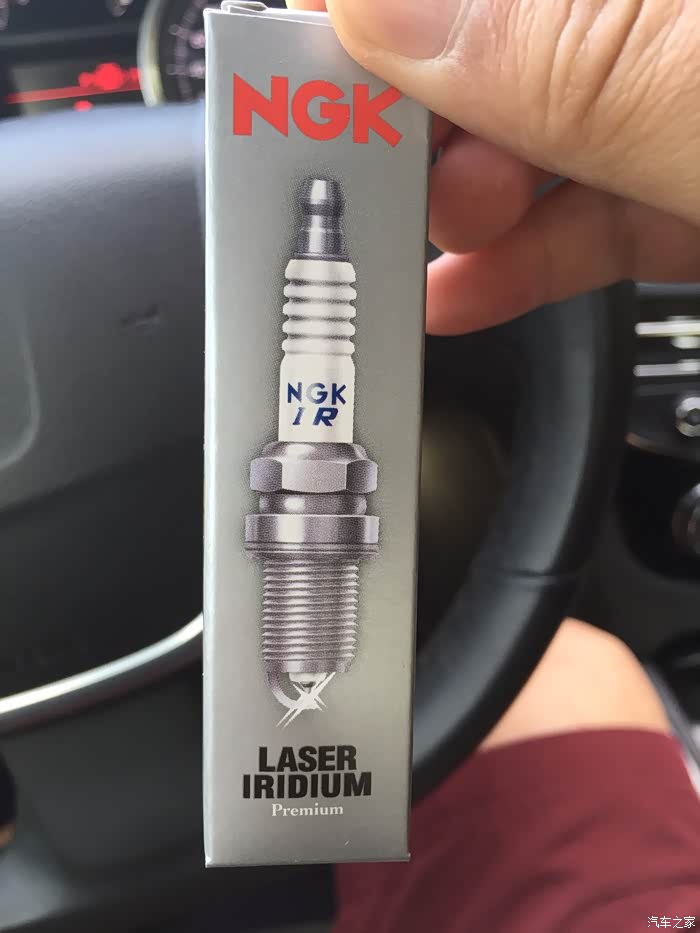 NGK
NGK
IR
LASER
IRIDIUM
Premium
汽车之家